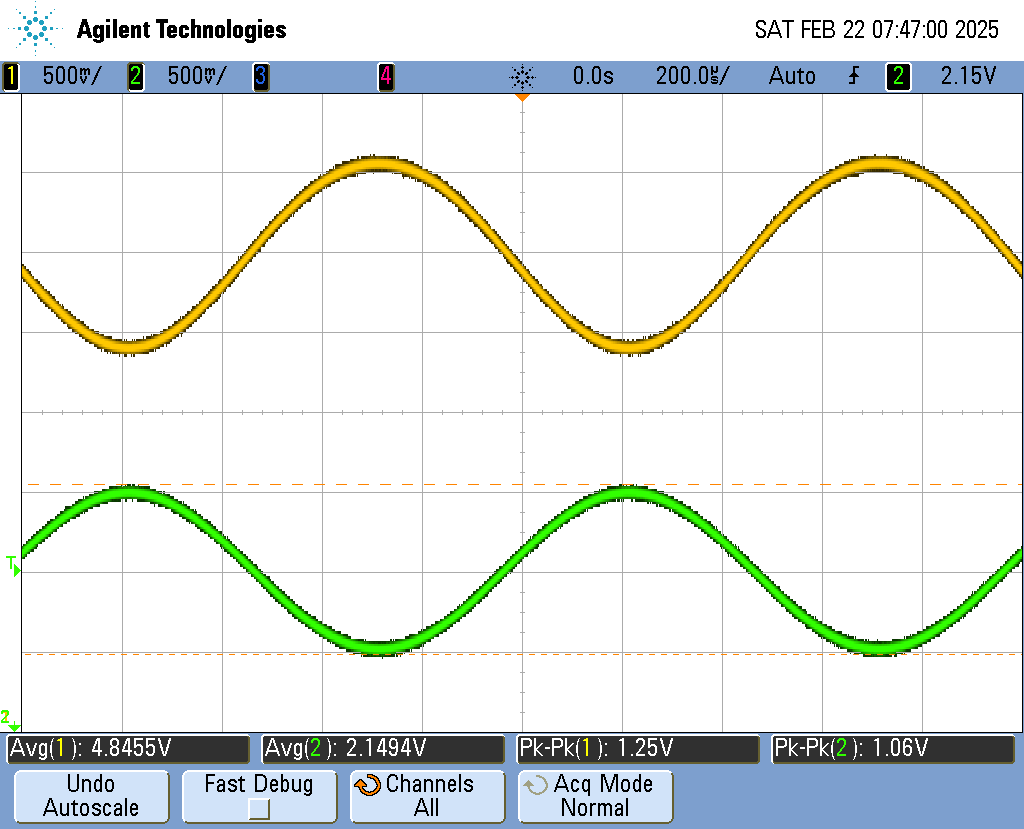 Agilent Technologies SAT FEB 22 07:47:00 2025
1 500mV/ 2 500mV/ 3 4 0.0s 200.0us/ Auto 2 2.15V
T
2
Avg(1): 4.8455V Avg(2): 2.1494V Pk-Pk(1): 1.25V Pk-Pk(2): 1.06V
Undo Fast Debug Channels Acq Mode
Autoscale All Normal